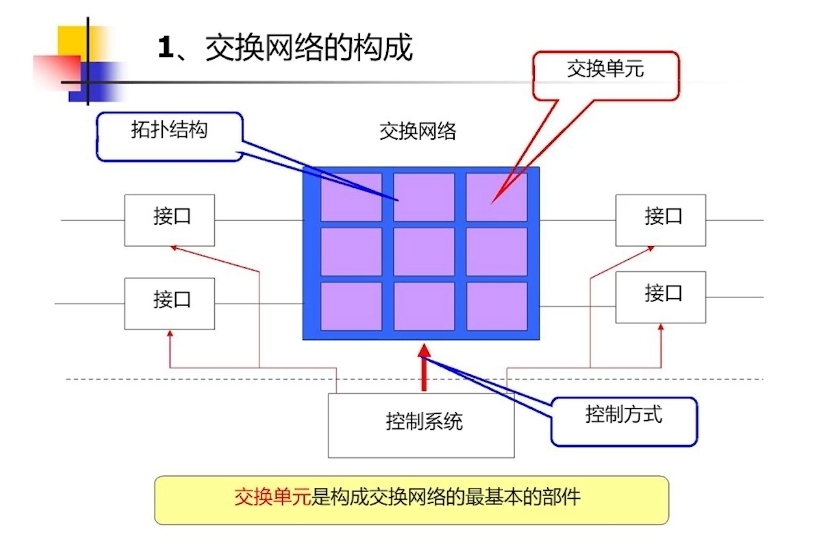 1、交换网络的构成
交换单元
拓扑结构
交换网络
接口
接口
接口
接口
控制系统
控制方式
交换单元是构成交换网络的最基本的部件